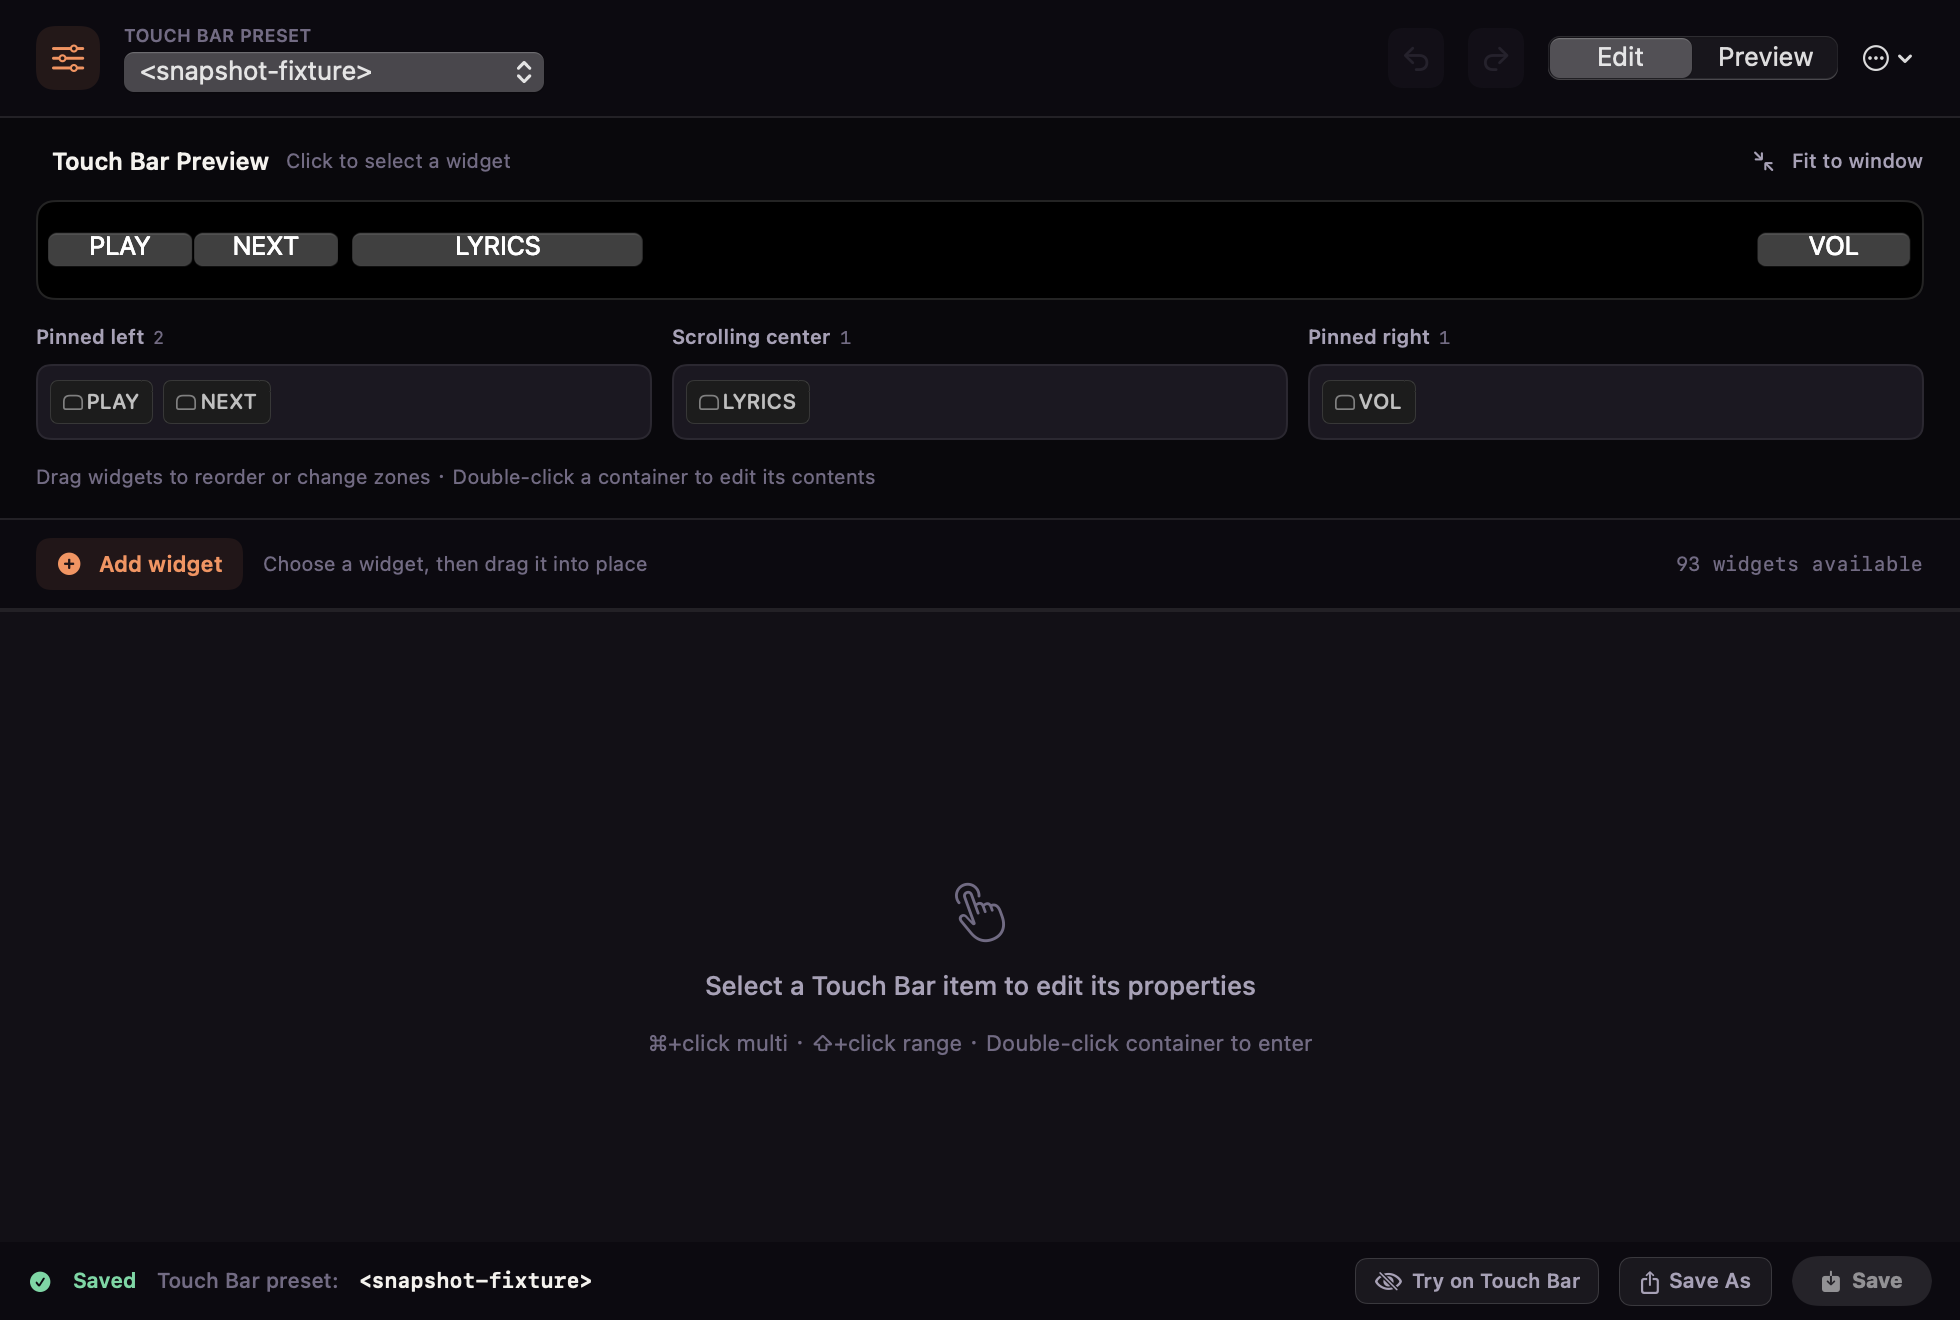 TOUCH BAR PRESET
<snapshot-fixture>
Edit
Preview
Touch Bar Preview
Click to select a widget
Fit to window
PLAY
NEXT
LYRICS
VOL
Pinned left 2
Scrolling center 1
Pinned right 1
PLAY
NEXT
LYRICS
VOL
Drag widgets to reorder or change zones · Double-click a container to edit its contents
Add widget
Choose a widget, then drag it into place
93 widgets available
Select a Touch Bar item to edit its properties
⌘+click multi · ⇧+click range · Double-click container to enter
Saved
Touch Bar preset: <snapshot-fixture>
Try on Touch Bar
Save As
Save